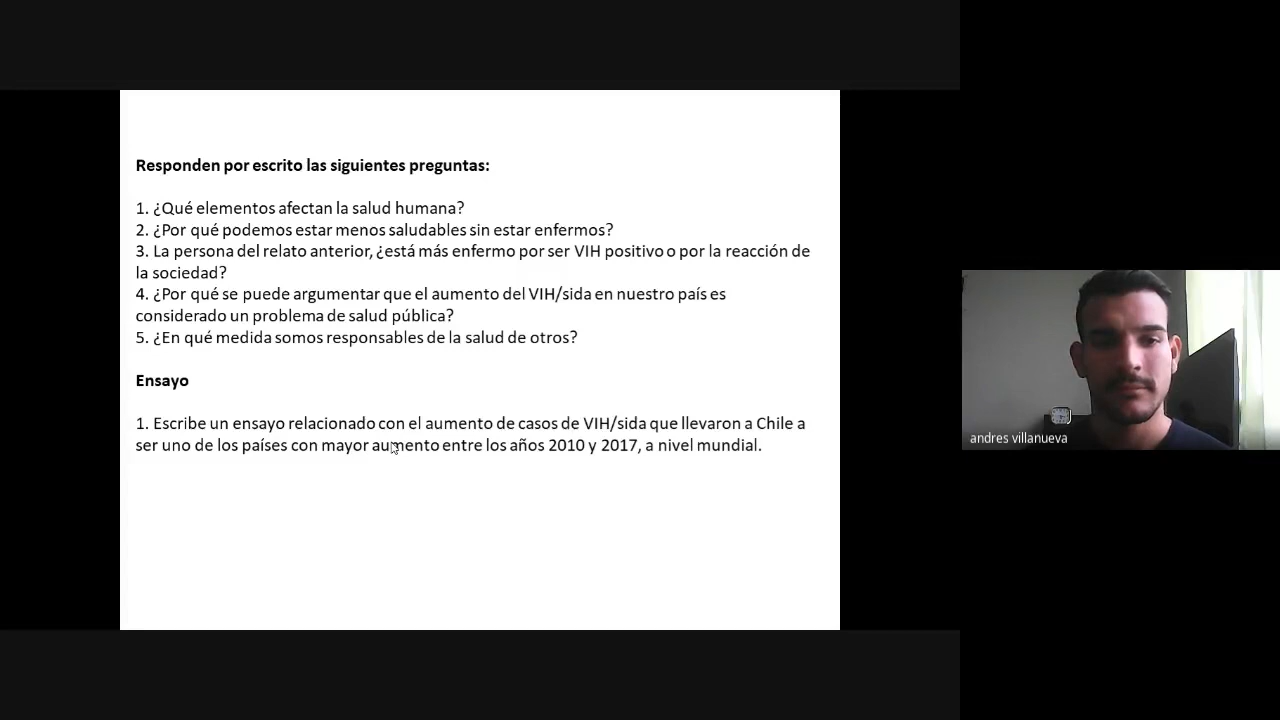 Responden por escrito las siguientes preguntas:
1. ¿Qué elementos afectan la salud humana?
2. ¿Por qué podemos estar menos saludables sin estar enfermos?
3. La persona del relato anterior, ¿está más enfermo por ser VIH positivo o por la reacción de
la sociedad?
4. ¿Por qué se puede argumentar que el aumento del VIH/sida en nuestro país es
considerado un problema de salud pública?
5. ¿En qué medida somos responsables de la salud de otros?
Ensayo
1. Escribe un ensayo relacionado con el aumento de casos de VIH/sida que llevaron a Chile a
ser uno de los países con mayor aumento entre los años 2010 y 2017, a nivel mundial.
andres villanueva